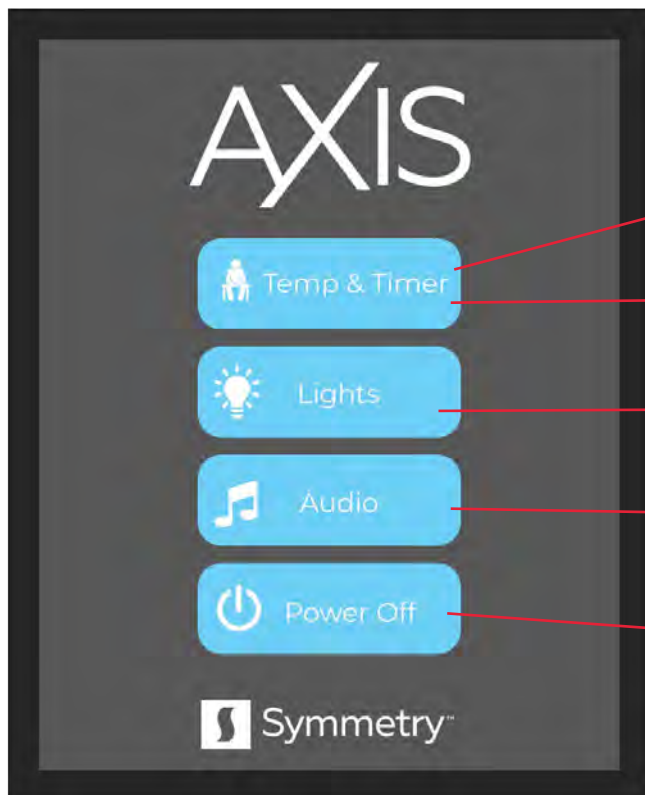 AXIS
Temp & Timer
Lights
Audio
Power Off
Symmetry™